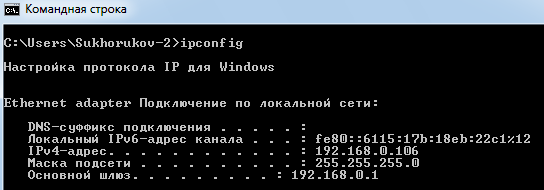 Командная строка
C:\Users\Sukhorukov-2>ipconfig
Настройка протокола IP для Windows
Ethernet adapter Подключение по локальной сети:
DNS-суффикс подключения . . . . . :
Локальный IPv6-адрес канала . . . : fe80::6115:17b:18eb:22c1%12
IPv4-адрес. . . . . . . . . . . . : 192.168.0.106
Маска подсети . . . . . . . . . . : 255.255.255.0
Основной шлюз. . . . . . . . . : 192.168.0.1